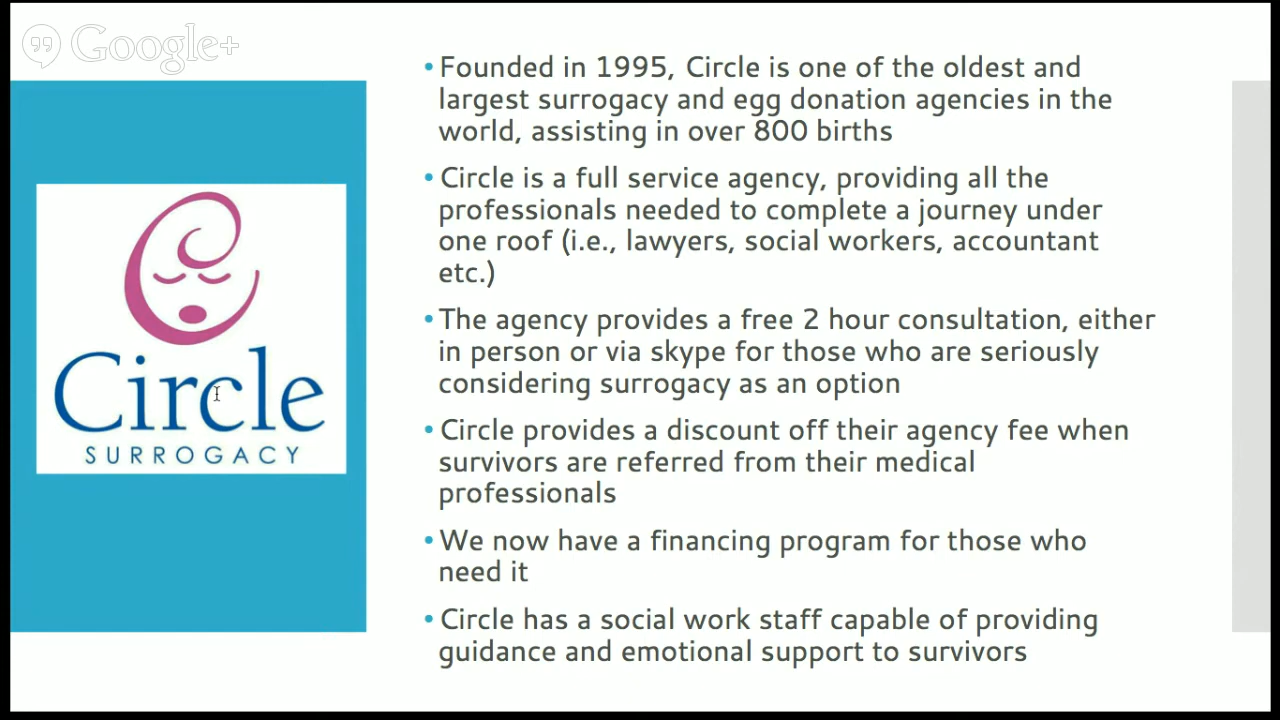 Google+
• Founded in 1995, Circle is one of the oldest and
largest surrogacy and egg donation agencies in the
world, assisting in over 800 births
• Circle is a full service agency, providing all the
professionals needed to complete a journey under
one roof (i.e., lawyers, social workers, accountant
etc.)
• The agency provides a free 2 hour consultation, either
in person or via skype for those who are seriously
considering surrogacy as an option
• Circle provides a discount off their agency fee when
survivors are referred from their medical
professionals
• We now have a financing program for those who
need it
• Circle has a social work staff capable of providing
guidance and emotional support to survivors
Circle
SURROGACY